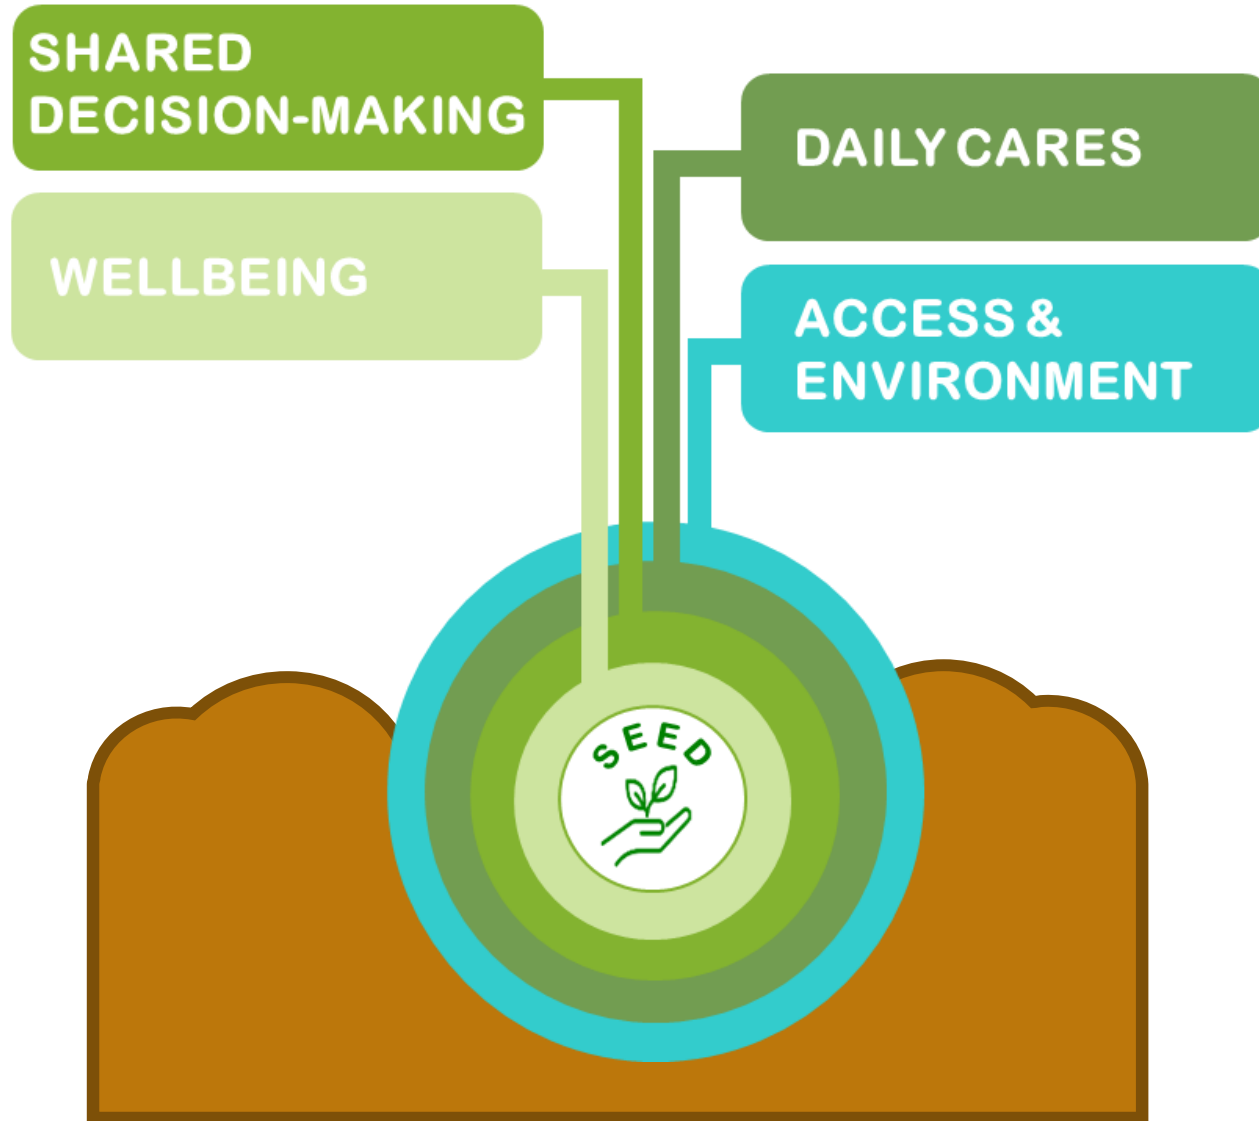 SHARED
DECISION-MAKING
DAILY CARES
WELLBEING
ACCESS &
ENVIRONMENT
SEED